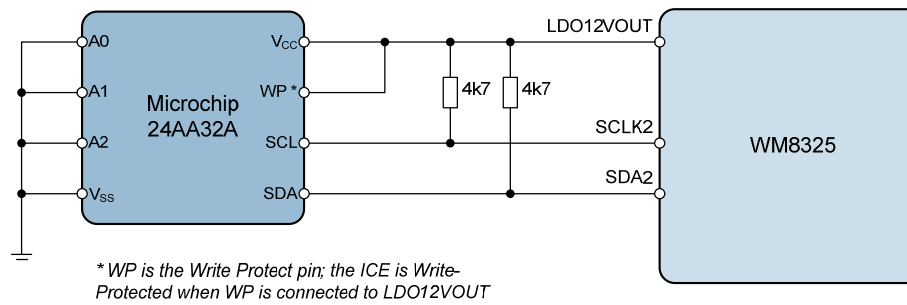 LDO12VOUT
A0
VCC
A1
WP *
4k7
4k7
Microchip
24AA32A
SCLK2
A2
SCL
WM8325
SDA2
VSS
SDA
* WP is the Write Protect pin; the ICE is Write-
Protected when WP is connected to LDO12VOUT